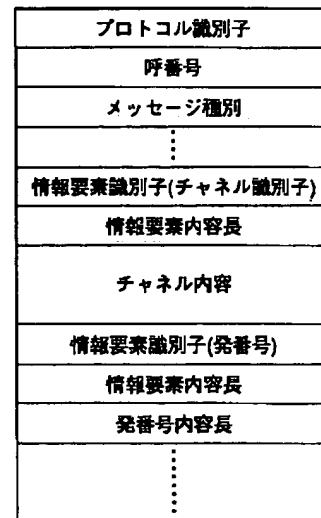 プロトコル識別子
呼番号
メッセージ種別
情報要素識別子(チャネル識別子)
情報要素内容長
チャネル内容
情報要素識別子(発番号)
情報要素内容長
発番号内容長